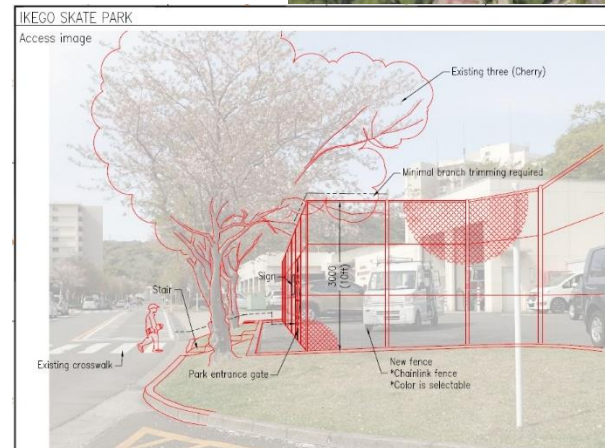 IKEGO SKATE PARK
Access image
Existing three (Cherry)
Minimal branch trimming required
Sign
3000
(10ft)
Stair
Existing crosswalk
Park entrance gate
New fence
*Chainlink fence
*Color is selectable